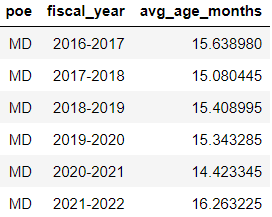 poe fiscal_year avg_age_months
MD 2016-2017 15.638980
MD 2017-2018 15.080445
MD 2018-2019 15.408995
MD 2019-2020 15.343285
MD 2020-2021 14.423345
MD 2021-2022 16.263225